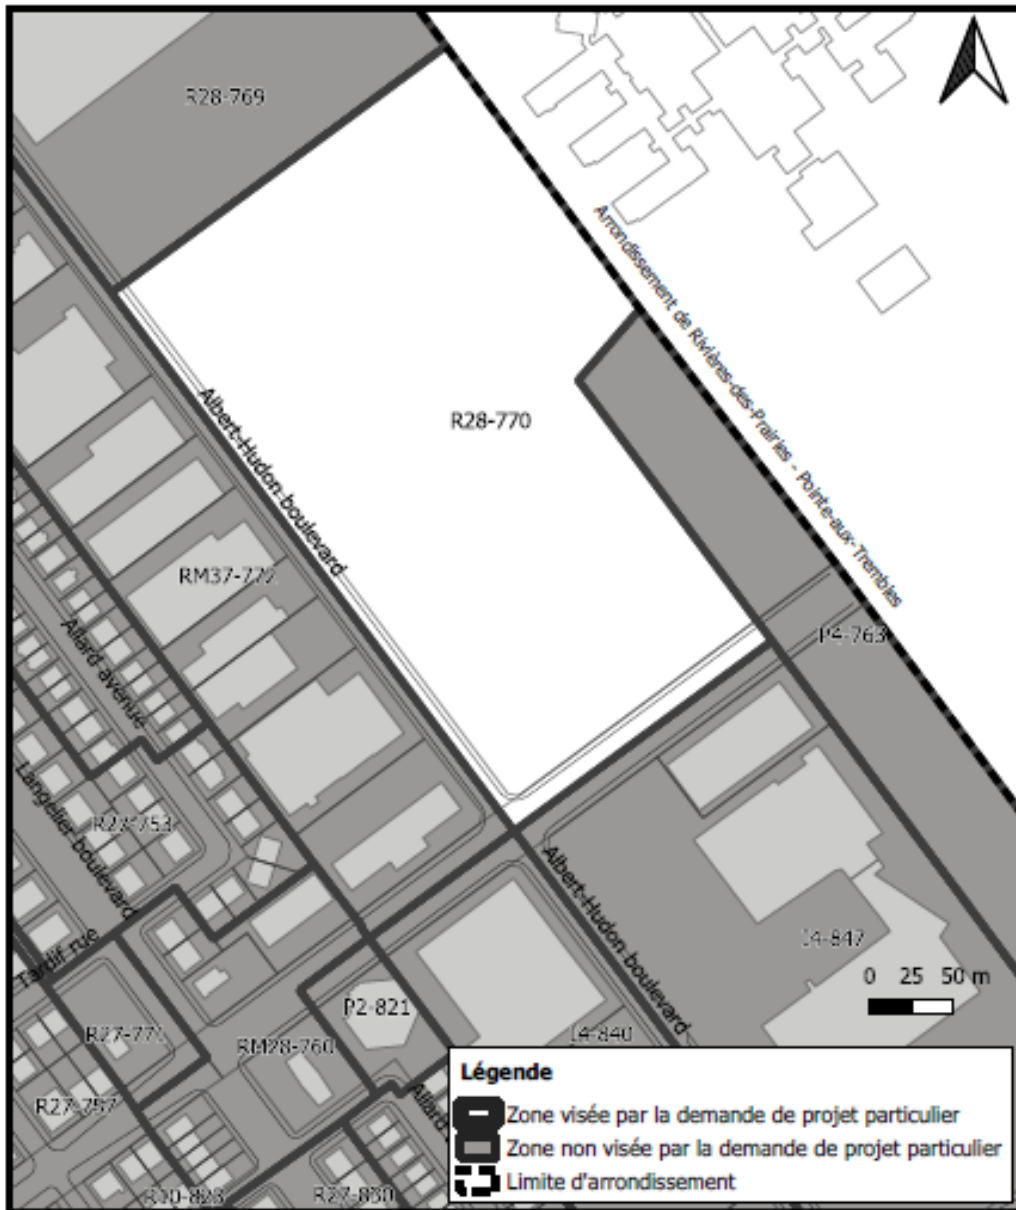 R28-769
Arrondissement de Rivières-des-Prairies - Pointe-aux-Trembles
R28-770
Albert-Hudon boulevard
RM37-772
Allard avenue
P4-763
Langelier boulevard
R27-753
Albert-Hudon boulevard
I4-847
Tardif rue
0 25 50 m
P2-821
R27-771
RM28-760
I4-840
R27-757
Allard
R27-830
Légende
Zone visée par la demande de projet particulier
Zone non visée par la demande de projet particulier
Limite d'arrondissement